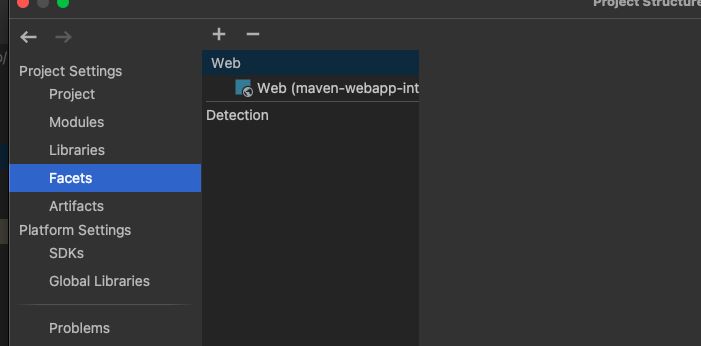 Project Structure
Project Settings
Project
Modules
Libraries
Facets
Artifacts
Platform Settings
SDKs
Global Libraries
Problems
Web
Web (maven-webapp-int
Detection